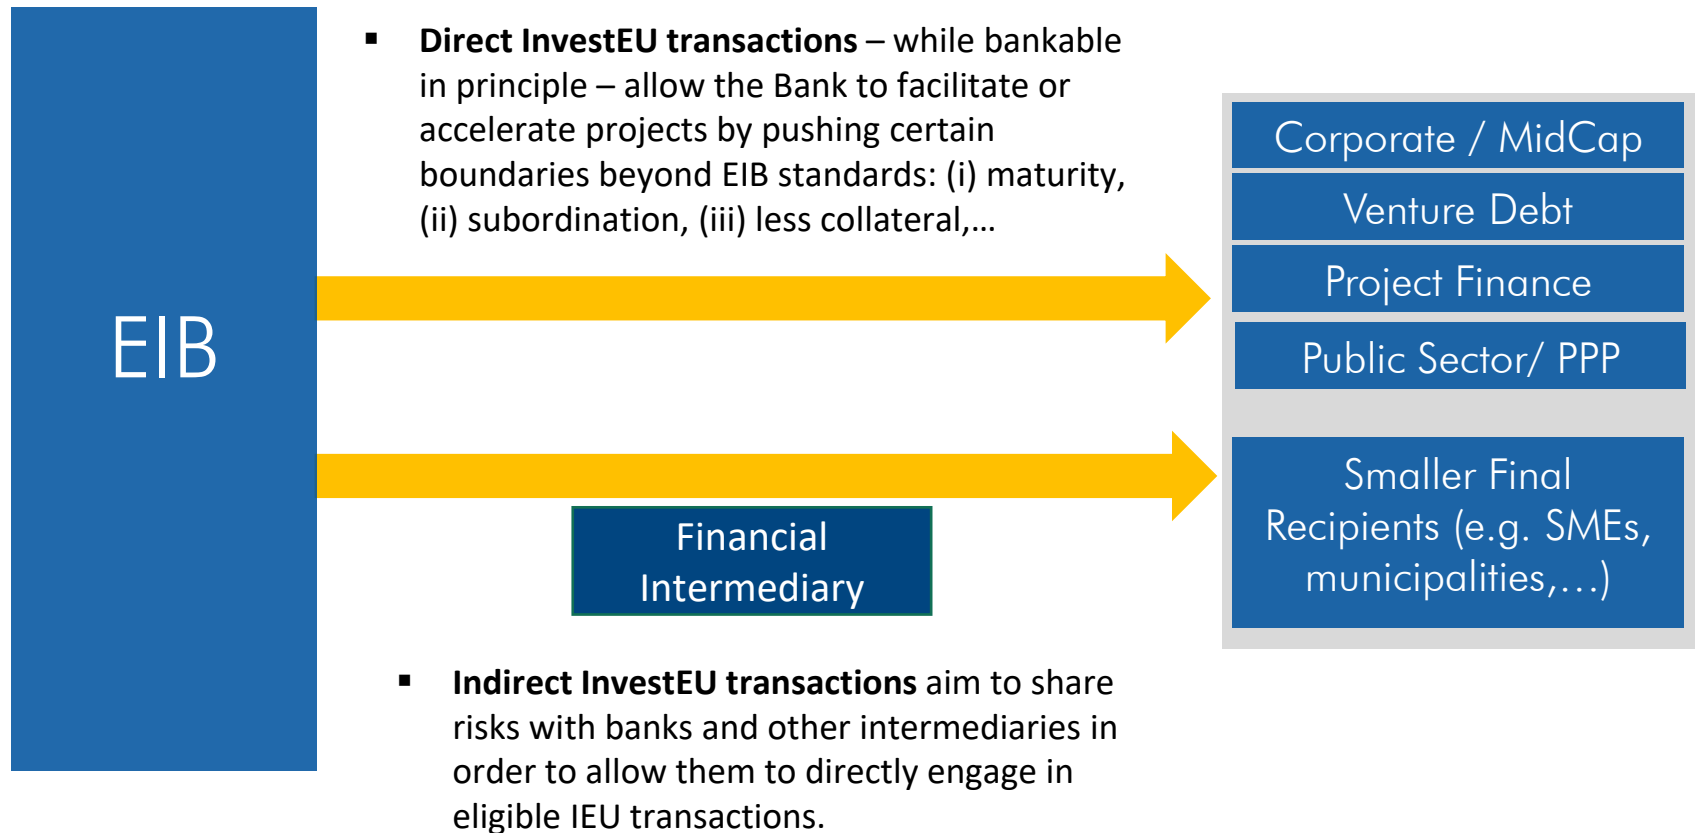 EIB
▪ Direct InvestEU transactions – while bankable
in principle – allow the Bank to facilitate or
accelerate projects by pushing certain
boundaries beyond EIB standards: (i) maturity,
(ii) subordination, (iii) less collateral,…
Corporate / MidCap
Venture Debt
Project Finance
Public Sector/ PPP
Smaller Final
Recipients (e.g. SMEs,
municipalities,…)
Financial
Intermediary
▪ Indirect InvestEU transactions aim to share
risks with banks and other intermediaries in
order to allow them to directly engage in
eligible IEU transactions.